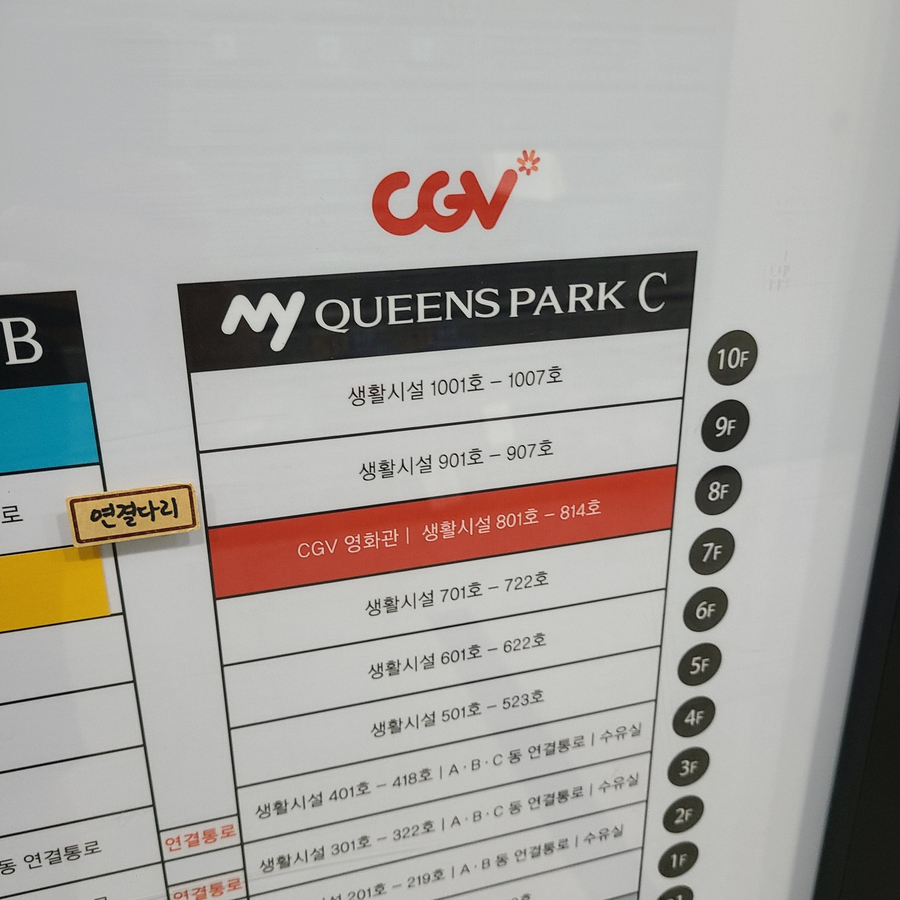 CGV
B
my QUEENS PARK C
생활시설 1001호 – 1007호
10F
생활시설 901호 – 907호
9F
로
연결다리
CGV 영화관 | 생활시설 801호 – 814호
8F
생활시설 701호 – 722호
7F
생활시설 601호 – 622호
6F
생활시설 501호 – 523호
5F
생활시설 401호 – 418호 | A·B·C 동 연결통로 | 수유실
4F
동 연결통로
연결통로
생활시설 301호 – 322호 | A·B·C 동 연결통로 | 수유실
3F
연결통로
201호 – 219호 | A·B 동 연결통로 | 수유실
2F
1F